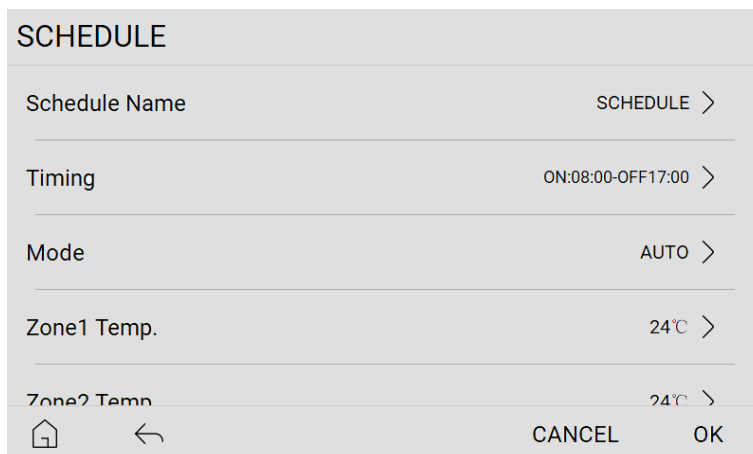 SCHEDULE
Schedule Name SCHEDULE
Timing ON:08:00-OFF17:00
Mode AUTO
Zone1 Temp. 24℃
Zone2 Temp 24℃
CANCEL OK